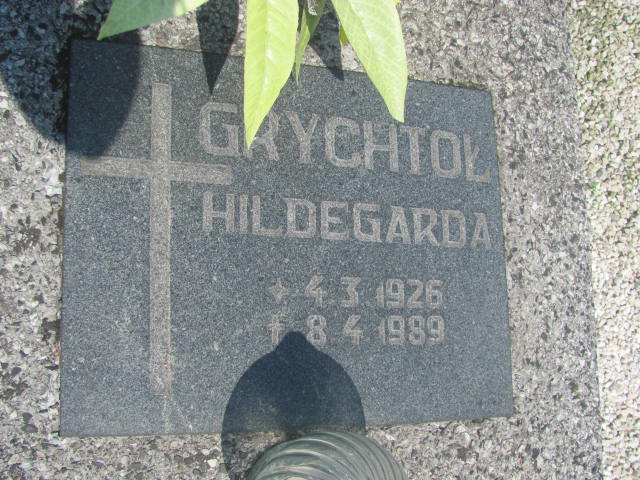 GRYCHTOŁ
HILDEGARDA
* 4.3.1926
† 8.4.1989